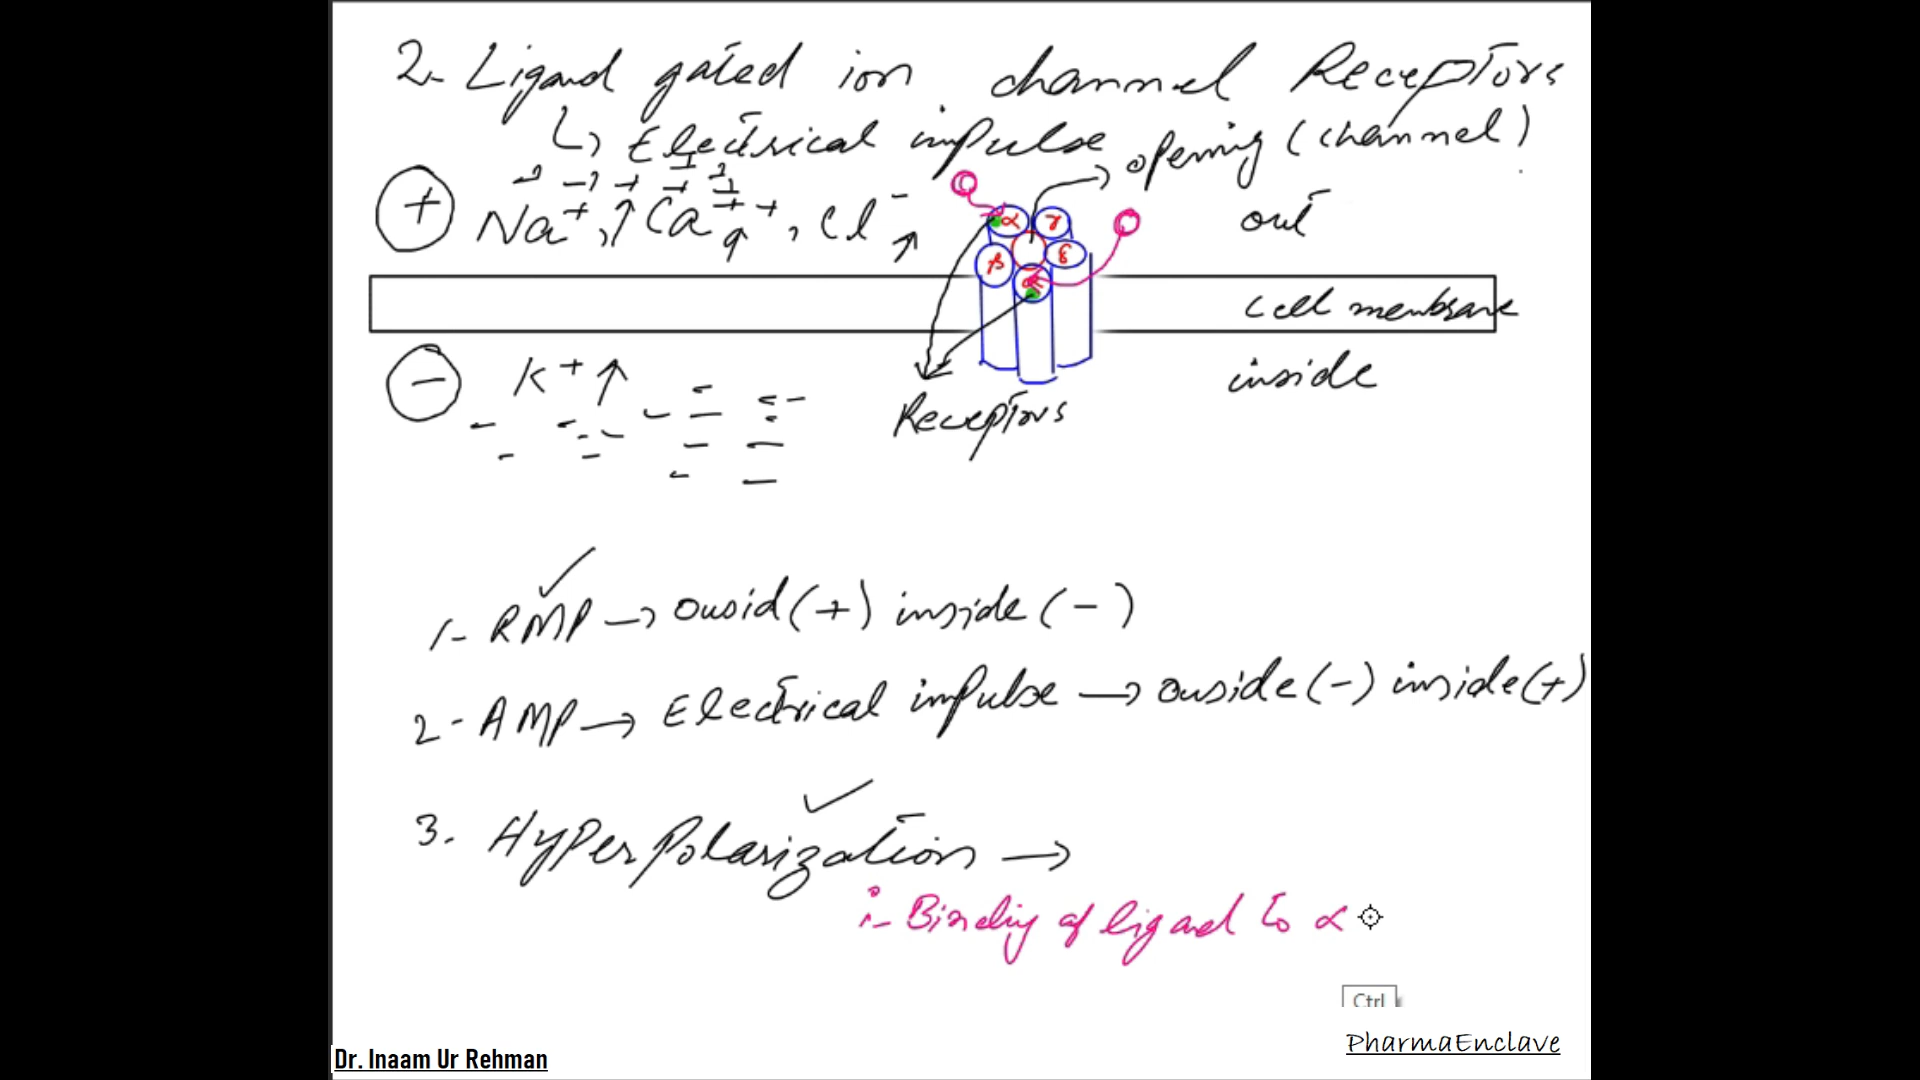 2- Ligand gated ion channel Receptors
↳ Electrical impulse
opening (channel)
+ Na+, ↑Ca++, Cl- ↑
α γ
β δ
α
out
cell membrane
- K+ ↑
inside
Receptors
1- RMP → ousid(+) inside(-)
2- AMP → Electrical impulse → ouside(-) inside(+)
3. HyperPolarization →
i- Binding of ligand to α
Ctrl
PharmaEnclave
Dr. Inaam Ur Rehman